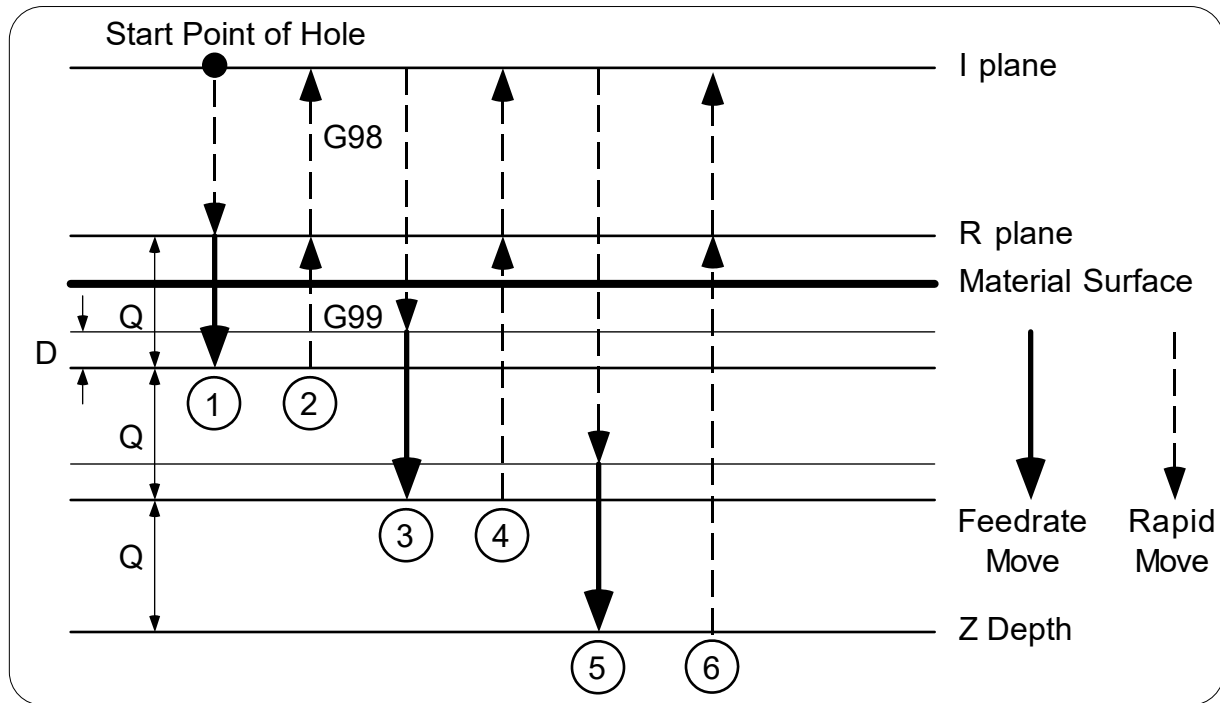 Start Point of Hole
I plane
G98
R plane
Material Surface
Q
G99
D
1
2
Q
3
4
Feedrate
Move
Rapid
Move
Q
Z Depth
5
6